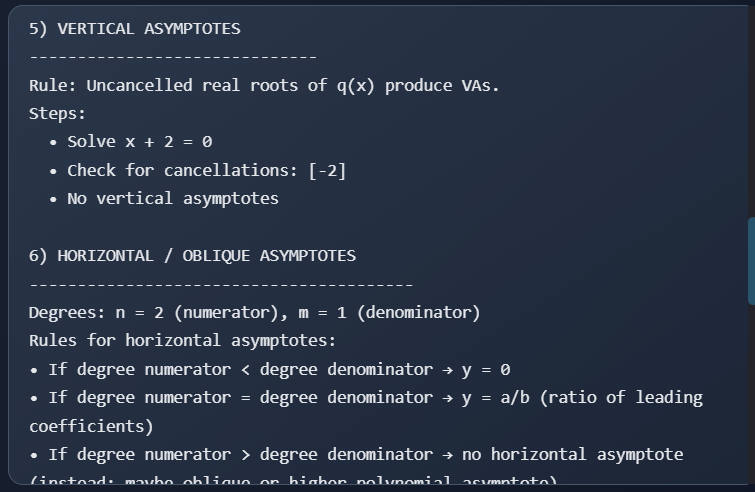 5) VERTICAL ASYMPTOTES
------------------------------
Rule: Uncancelled real roots of q(x) produce VAs.
Steps:
• Solve x + 2 = 0
• Check for cancellations: [-2]
• No vertical asymptotes
6) HORIZONTAL / OBLIQUE ASYMPTOTES
----------------------------------------
Degrees: n = 2 (numerator), m = 1 (denominator)
Rules for horizontal asymptotes:
• If degree numerator < degree denominator → y = 0
• If degree numerator = degree denominator → y = a/b (ratio of leading
coefficients)
• If degree numerator > degree denominator → no horizontal asymptote
(instead: maybe oblique or higher polynomial asymptote)